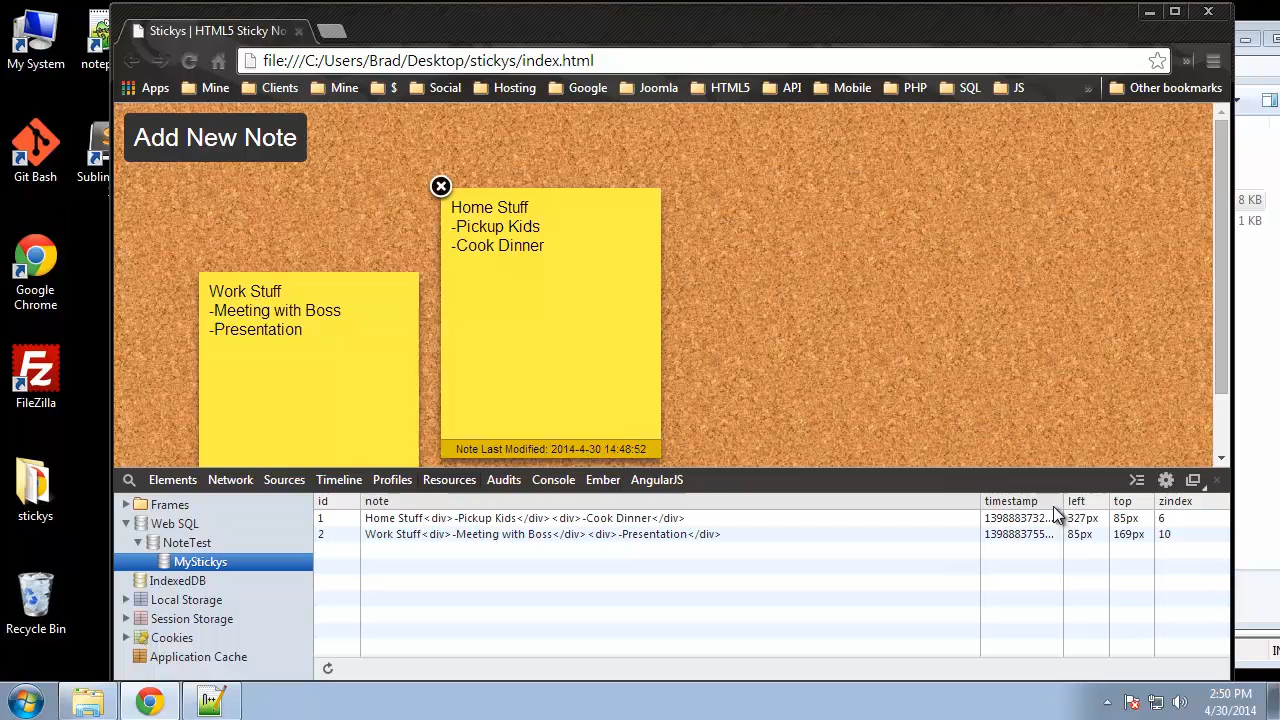 My System
notep
Git Bash
Sublin
Google
Chrome
FileZilla
stickys
Recycle Bin
Stickys | HTML5 Sticky No
file:///C:/Users/Brad/Desktop/stickys/index.html
Apps Mine Clients Mine $ Social Hosting Google Joomla HTML5 API Mobile PHP SQL JS » Other bookmarks
Add New Note
Home Stuff
-Pickup Kids
-Cook Dinner
Note Last Modified: 2014-4-30 14:48:52
Work Stuff
-Meeting with Boss
-Presentation
8 KB
1 KB
Elements Network Sources Timeline Profiles Resources Audits Console Ember AngularJS
Frames
Web SQL
NoteTest
MyStickys
IndexedDB
Local Storage
Session Storage
Cookies
Application Cache
id note timestamp left top zindex
1 Home Stuff<div>-Pickup Kids</div><div>-Cook Dinner</div> 1398883732... 327px 85px 6
2 Work Stuff<div>-Meeting with Boss</div><div>-Presentation</div> 1398883755... 85px 169px 10
2:50 PM
4/30/2014